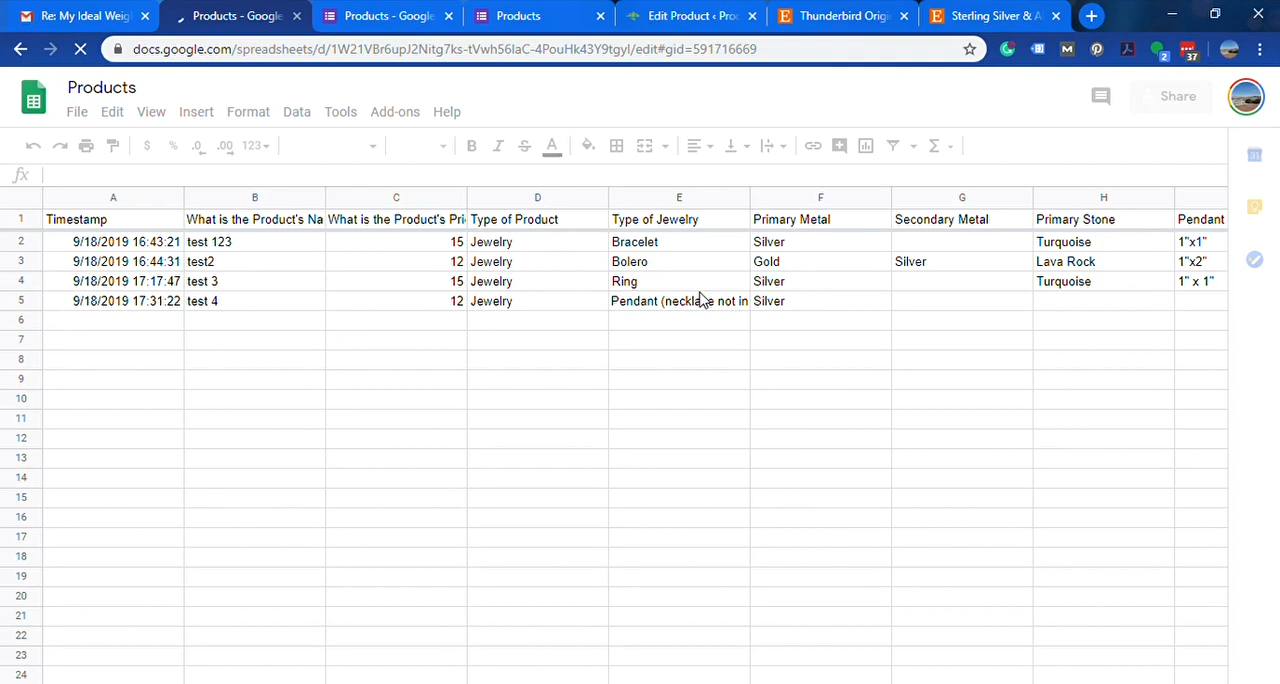 Re: My Ideal Weig
Products - Google
Products - Google
Products
Edit Product ‹ Pro
Thunderbird Origi
Sterling Silver & A
docs.google.com/spreadsheets/d/
2
37
Products
File Edit View Insert Format Data Tools Add-ons Help
Share
$ % .0 .00 123 B I S A Σ
fx
A B C D E F G H
1 Timestamp What is the Product's Na What is the Product's Pri Type of Product Type of Jewelry Primary Metal Secondary Metal Primary Stone Pendant
2 9/18/2019 16:43:21 test 123 15 Jewelry Bracelet Silver Turquoise 1"x1"
3 9/18/2019 16:44:31 test2 12 Jewelry Bolero Gold Silver Lava Rock 1"x2"
4 9/18/2019 17:17:47 test 3 15 Jewelry Ring Silver Turquoise 1" x 1"
5 9/18/2019 17:31:22 test 4 12 Jewelry Pendant (necklace not in Silver
6
7
8
9
10
11
12
13
14
15
16
17
18
19
20
21
22
23
24
31